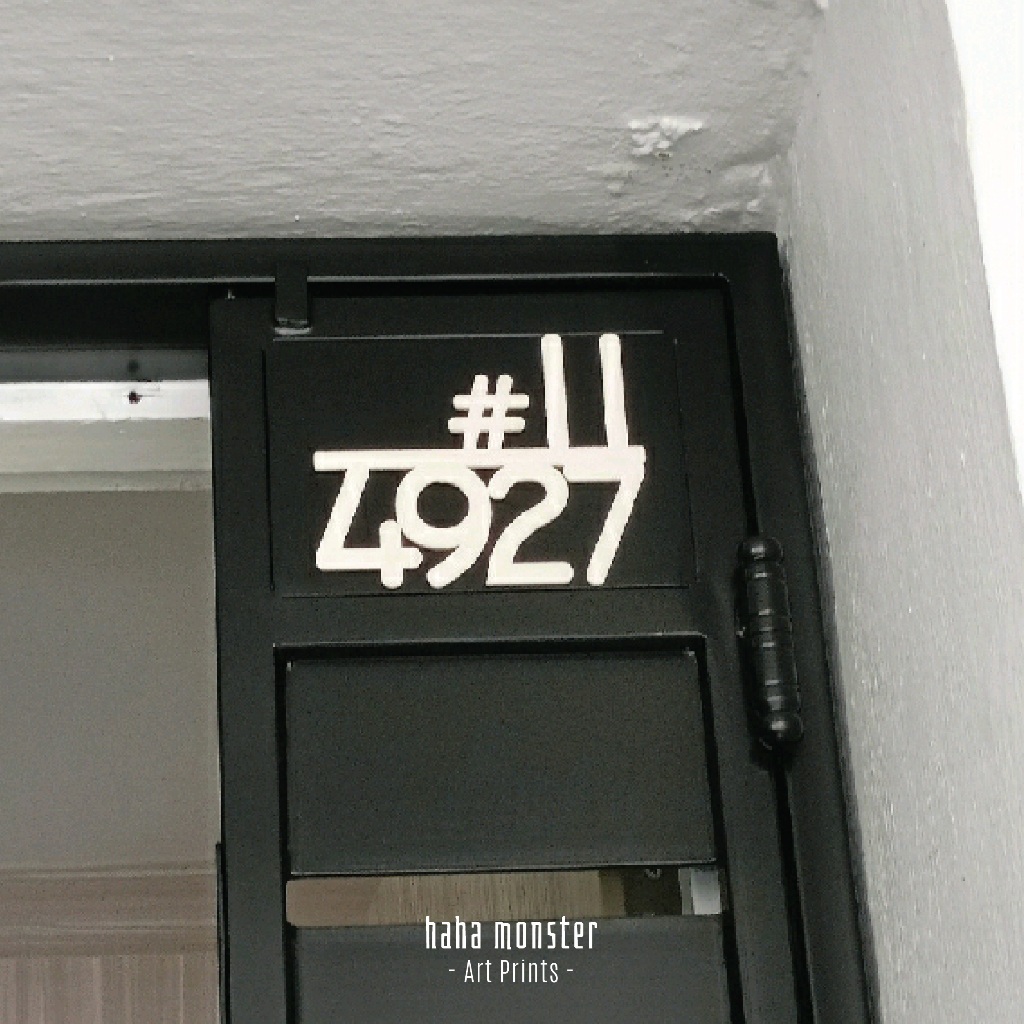 #11
4927
haha monster
- Art Prints -